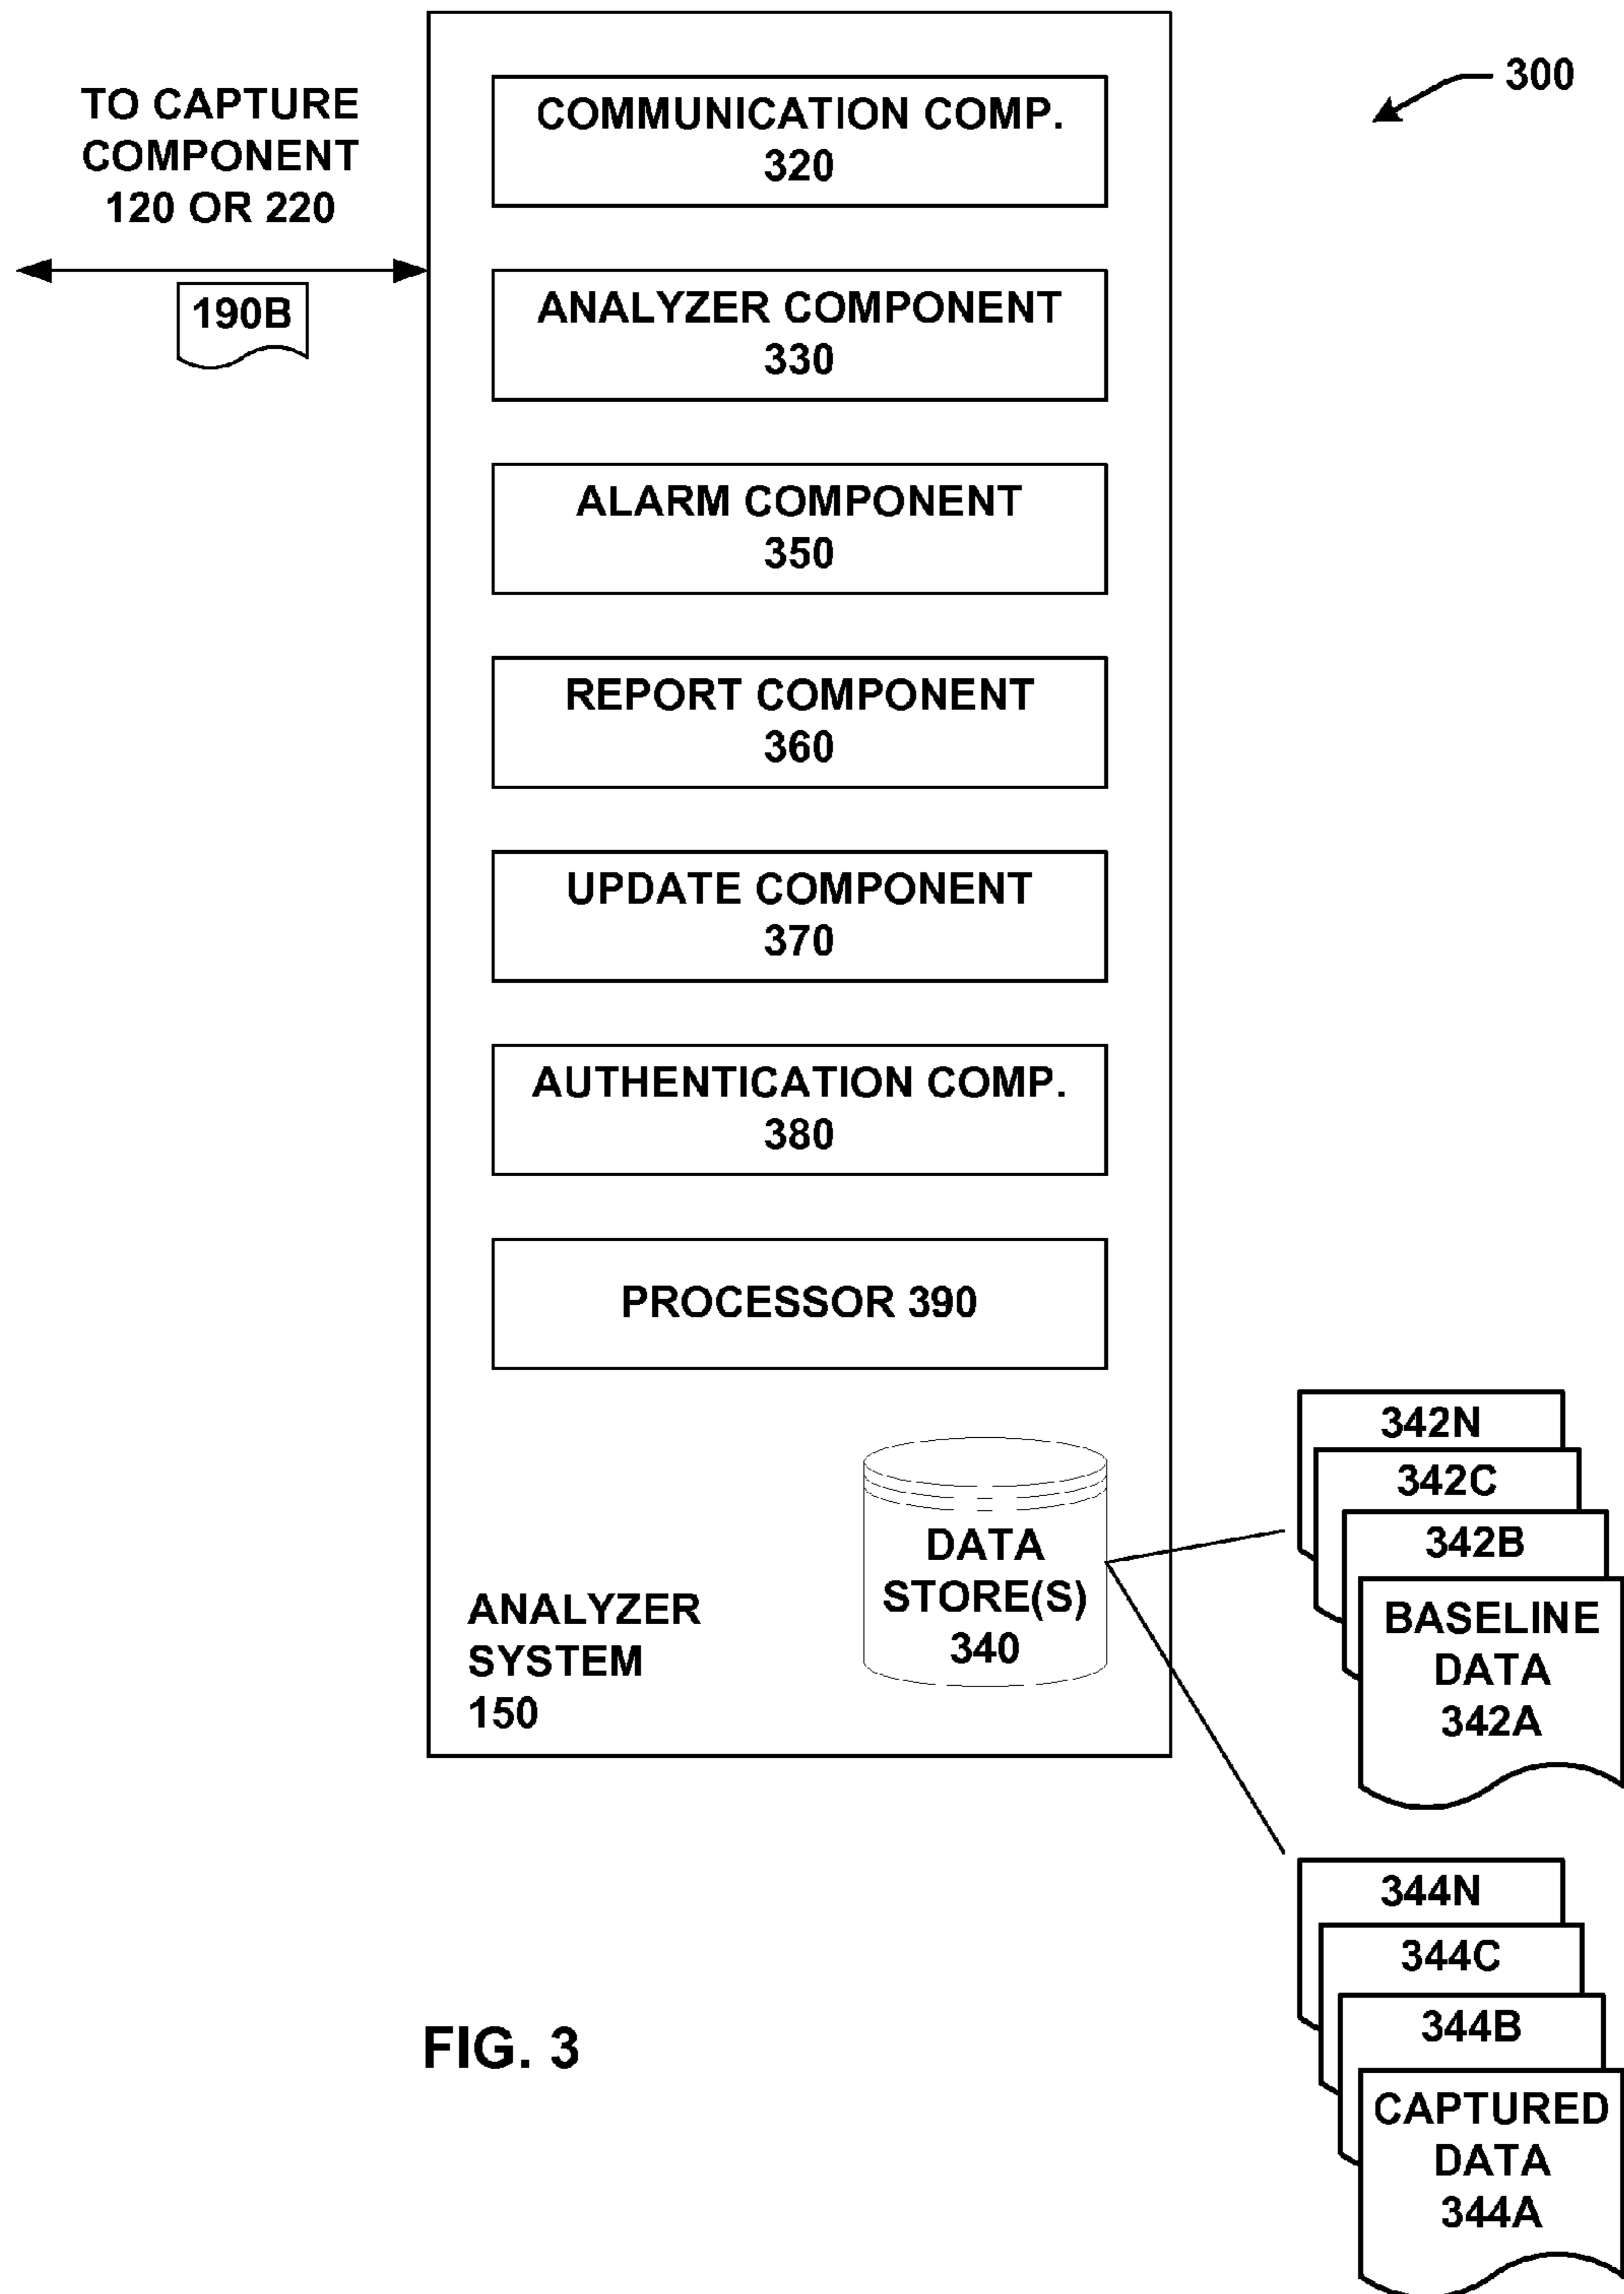 300
TO CAPTURE
COMPONENT
120 OR 220
190B
COMMUNICATION COMP.
320
ANALYZER COMPONENT
330
ALARM COMPONENT
350
REPORT COMPONENT
360
UPDATE COMPONENT
370
AUTHENTICATION COMP.
380
PROCESSOR 390
DATA
STORE(S)
340
ANALYZER
SYSTEM
150
342N
342C
342B
BASELINE
DATA
342A
344N
344C
344B
CAPTURED
DATA
344A
FIG. 3